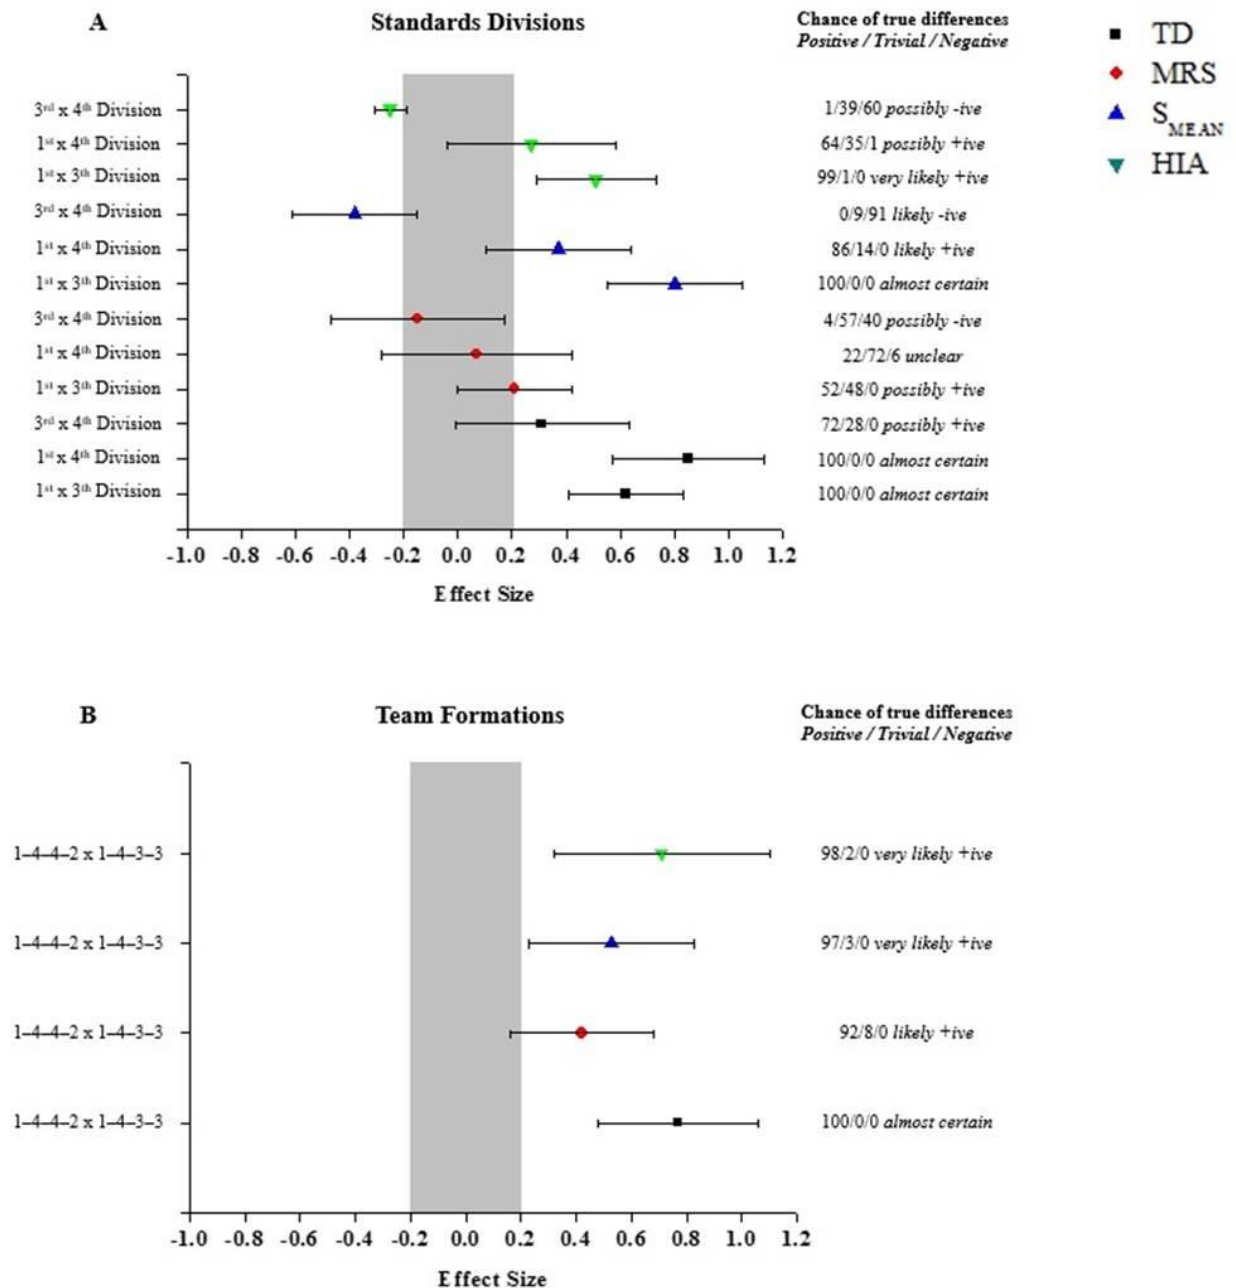 A
Standards Divisions
Chance of true differences
Positive / Trivial / Negative
TD
MRS
S_MEAN
HIA
3rd x 4th Division 1/39/60 possibly -ive
1st x 4th Division 64/35/1 possibly +ive
1st x 3th Division 99/1/0 very likely +ive
3rd x 4th Division 0/9/91 likely -ive
1st x 4th Division 86/14/0 likely +ive
1st x 3th Division 100/0/0 almost certain
3rd x 4th Division 4/57/40 possibly -ive
1st x 4th Division 22/72/6 unclear
1st x 3th Division 52/48/0 possibly +ive
3rd x 4th Division 72/28/0 possibly +ive
1st x 4th Division 100/0/0 almost certain
1st x 3th Division 100/0/0 almost certain
-1.0 -0.8 -0.6 -0.4 -0.2 0.0 0.2 0.4 0.6 0.8 1.0 1.2
Effect Size
B
Team Formations
Chance of true differences
Positive / Trivial / Negative
1–4–4–2 x 1–4–3–3 98/2/0 very likely +ive
1–4–4–2 x 1–4–3–3 97/3/0 very likely +ive
1–4–4–2 x 1–4–3–3 92/8/0 likely +ive
1–4–4–2 x 1–4–3–3 100/0/0 almost certain
-1.0 -0.8 -0.6 -0.4 -0.2 0.0 0.2 0.4 0.6 0.8 1.0 1.2
Effect Size